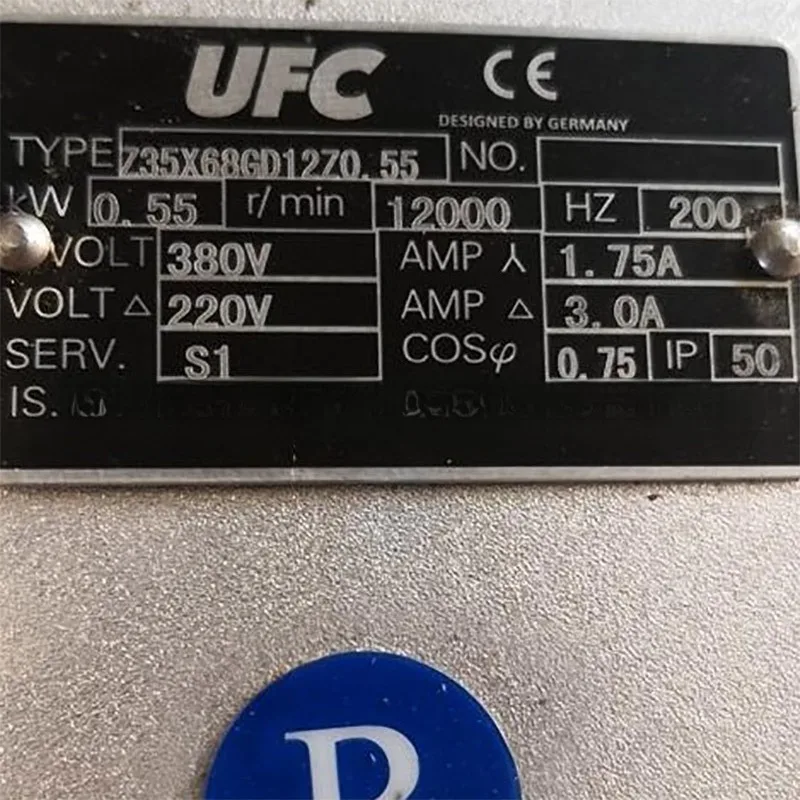 UFC CE
DESIGNED BY GERMANY
TYPE Z35X68GD12Z0.55 NO.
kW 0.55 r/min 12000 HZ 200
VOLT 380V AMP 人 1.75A
VOLT △ 220V AMP △ 3.0A
SERV. S1 COSφ 0.75 IP 50
IS.
R